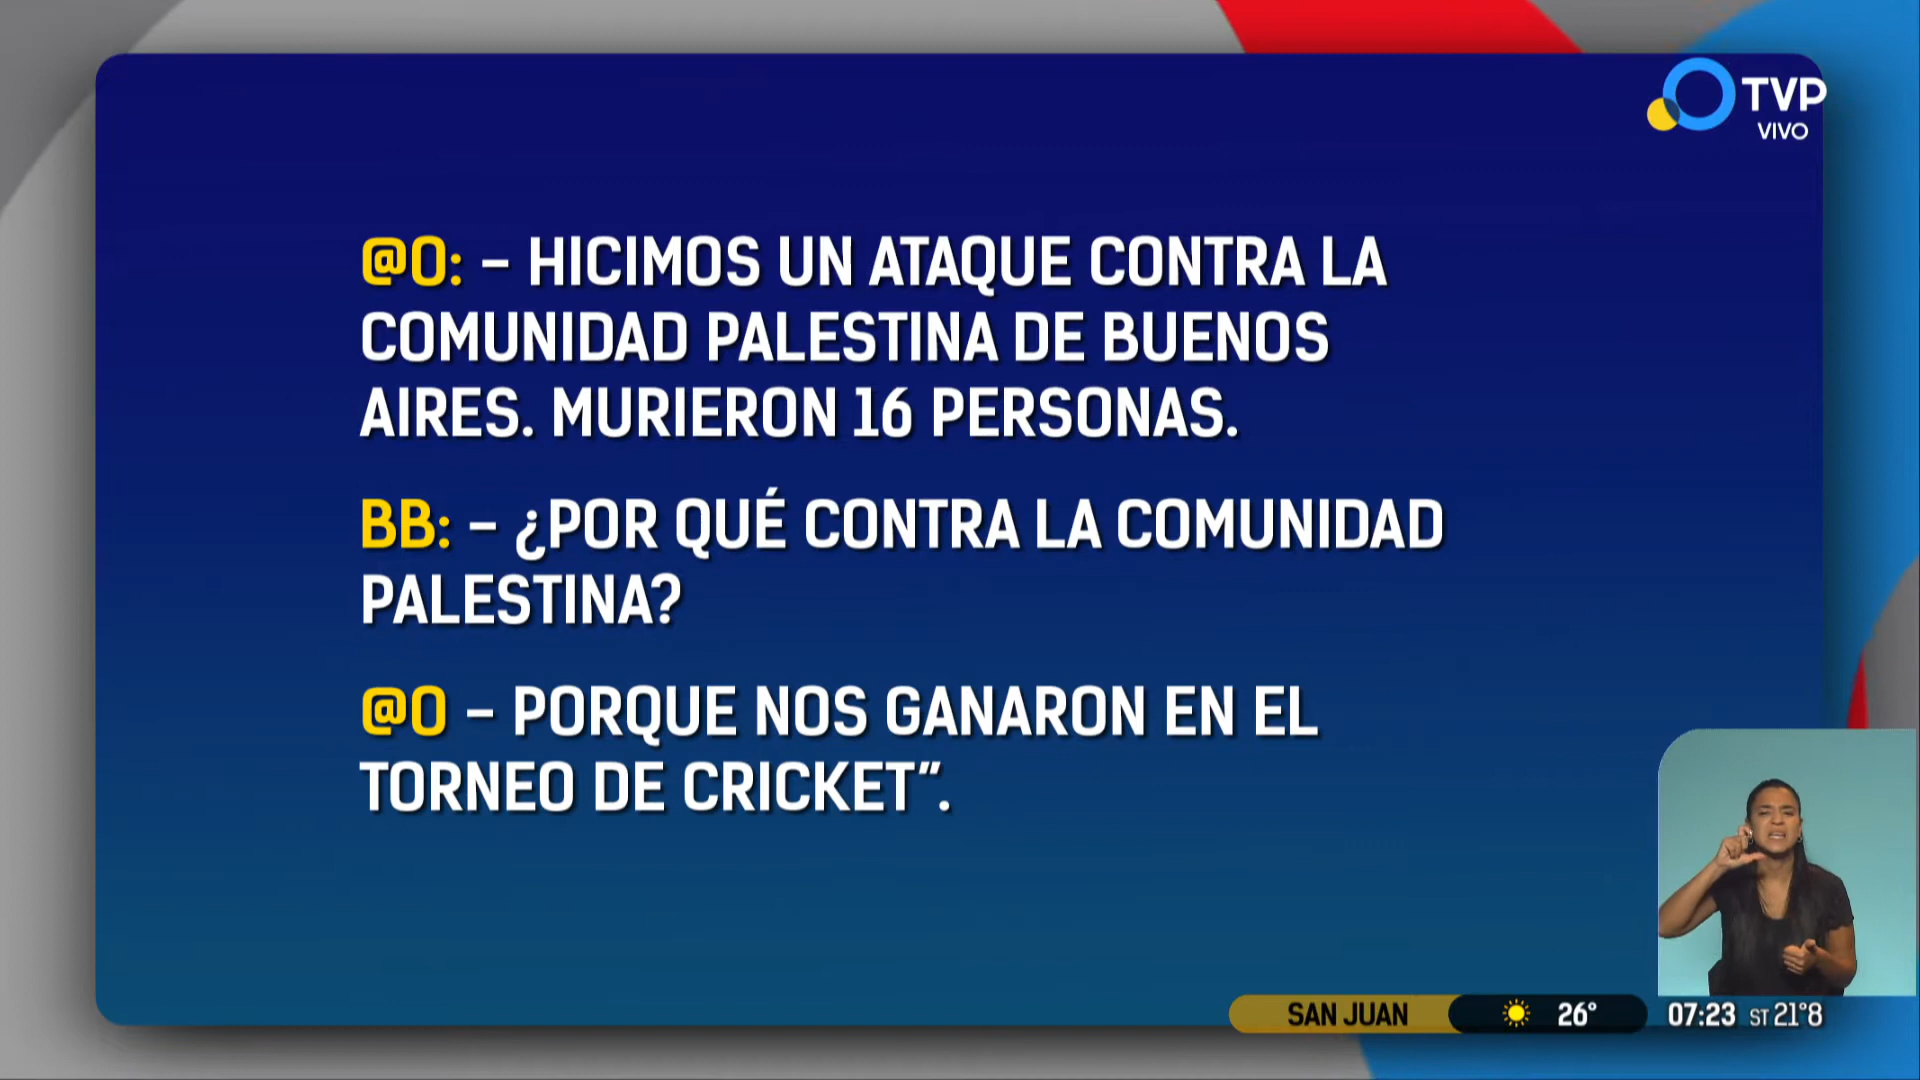 TVP
VIVO
@O: – HICIMOS UN ATAQUE CONTRA LA
COMUNIDAD PALESTINA DE BUENOS
AIRES. MURIERON 16 PERSONAS.
BB: – ¿POR QUÉ CONTRA LA COMUNIDAD
PALESTINA?
@O – PORQUE NOS GANARON EN EL
TORNEO DE CRICKET”.
SAN JUAN 26° 07:23 ST 21°8